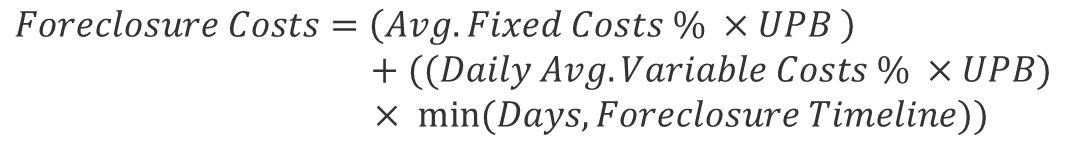 Foreclosure Costs = (Avg. Fixed Costs % × UPB )
+ ((Daily Avg. Variable Costs % × UPB)
× min(Days, Foreclosure Timeline))